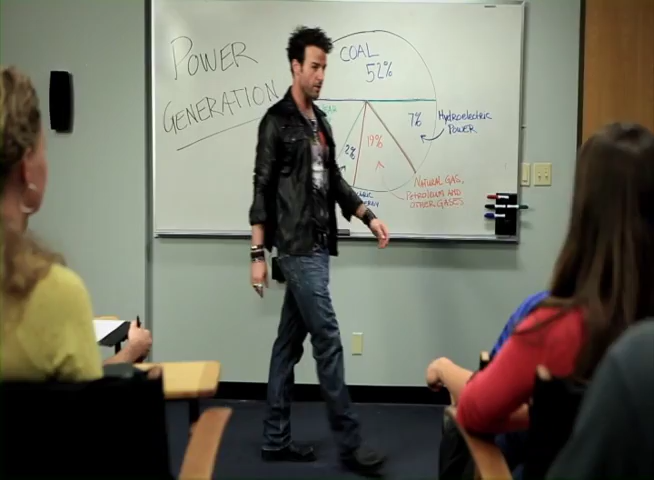 POWER
GENERATION
COAL
52%
7%
Hydroelectric
POWER
2%
19%
NATURAL GAS,
PETROLEUM AND
OTHER GASES